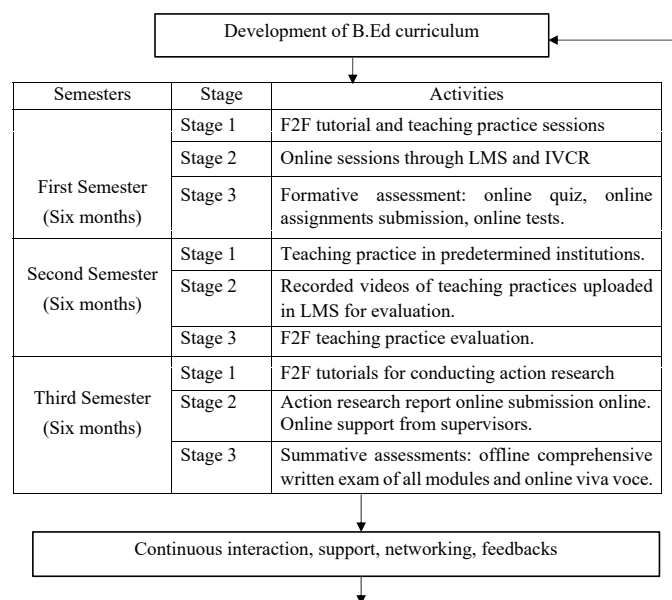 Development of B.Ed curriculum
Semesters Stage Activities
First Semester
(Six months)
Stage 1 F2F tutorial and teaching practice sessions
Stage 2 Online sessions through LMS and IVCR
Stage 3 Formative assessment: online quiz, online
assignments submission, online tests.
Second Semester
(Six months)
Stage 1 Teaching practice in predetermined institutions.
Stage 2 Recorded videos of teaching practices uploaded
in LMS for evaluation.
Stage 3 F2F teaching practice evaluation.
Third Semester
(Six months)
Stage 1 F2F tutorials for conducting action research
Stage 2 Action research report online submission online.
Online support from supervisors.
Stage 3 Summative assessments: offline comprehensive
written exam of all modules and online viva voce.
Continuous interaction, support, networking, feedbacks